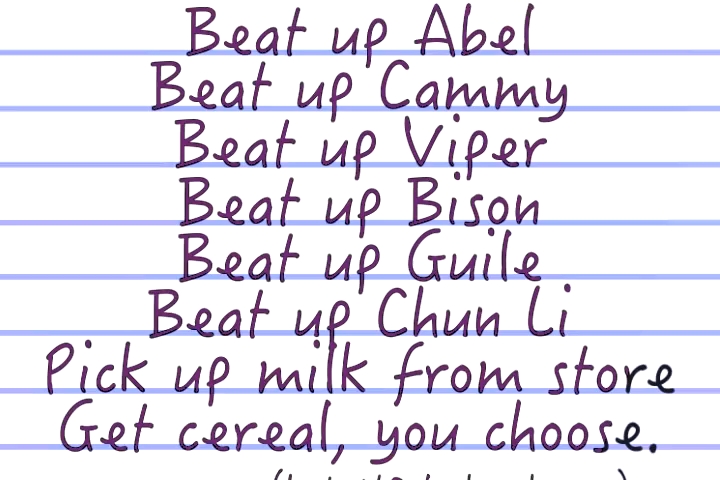 Beat up Abel
Beat up Cammy
Beat up Viper
Beat up Bison
Beat up Guile
Beat up Chun Li
Pick up milk from store
Get cereal, you choose.